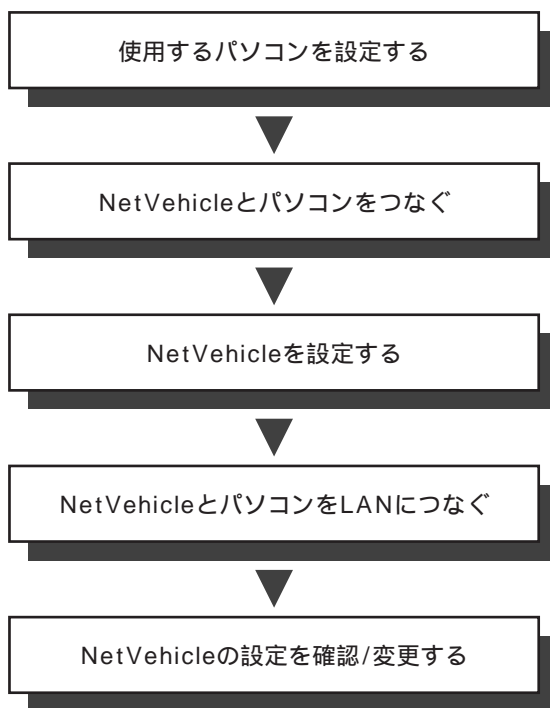 使用するパソコンを設定する
NetVehicleとパソコンをつなぐ
NetVehicleを設定する
NetVehicleとパソコンをLANにつなぐ
NetVehicleの設定を確認/変更する